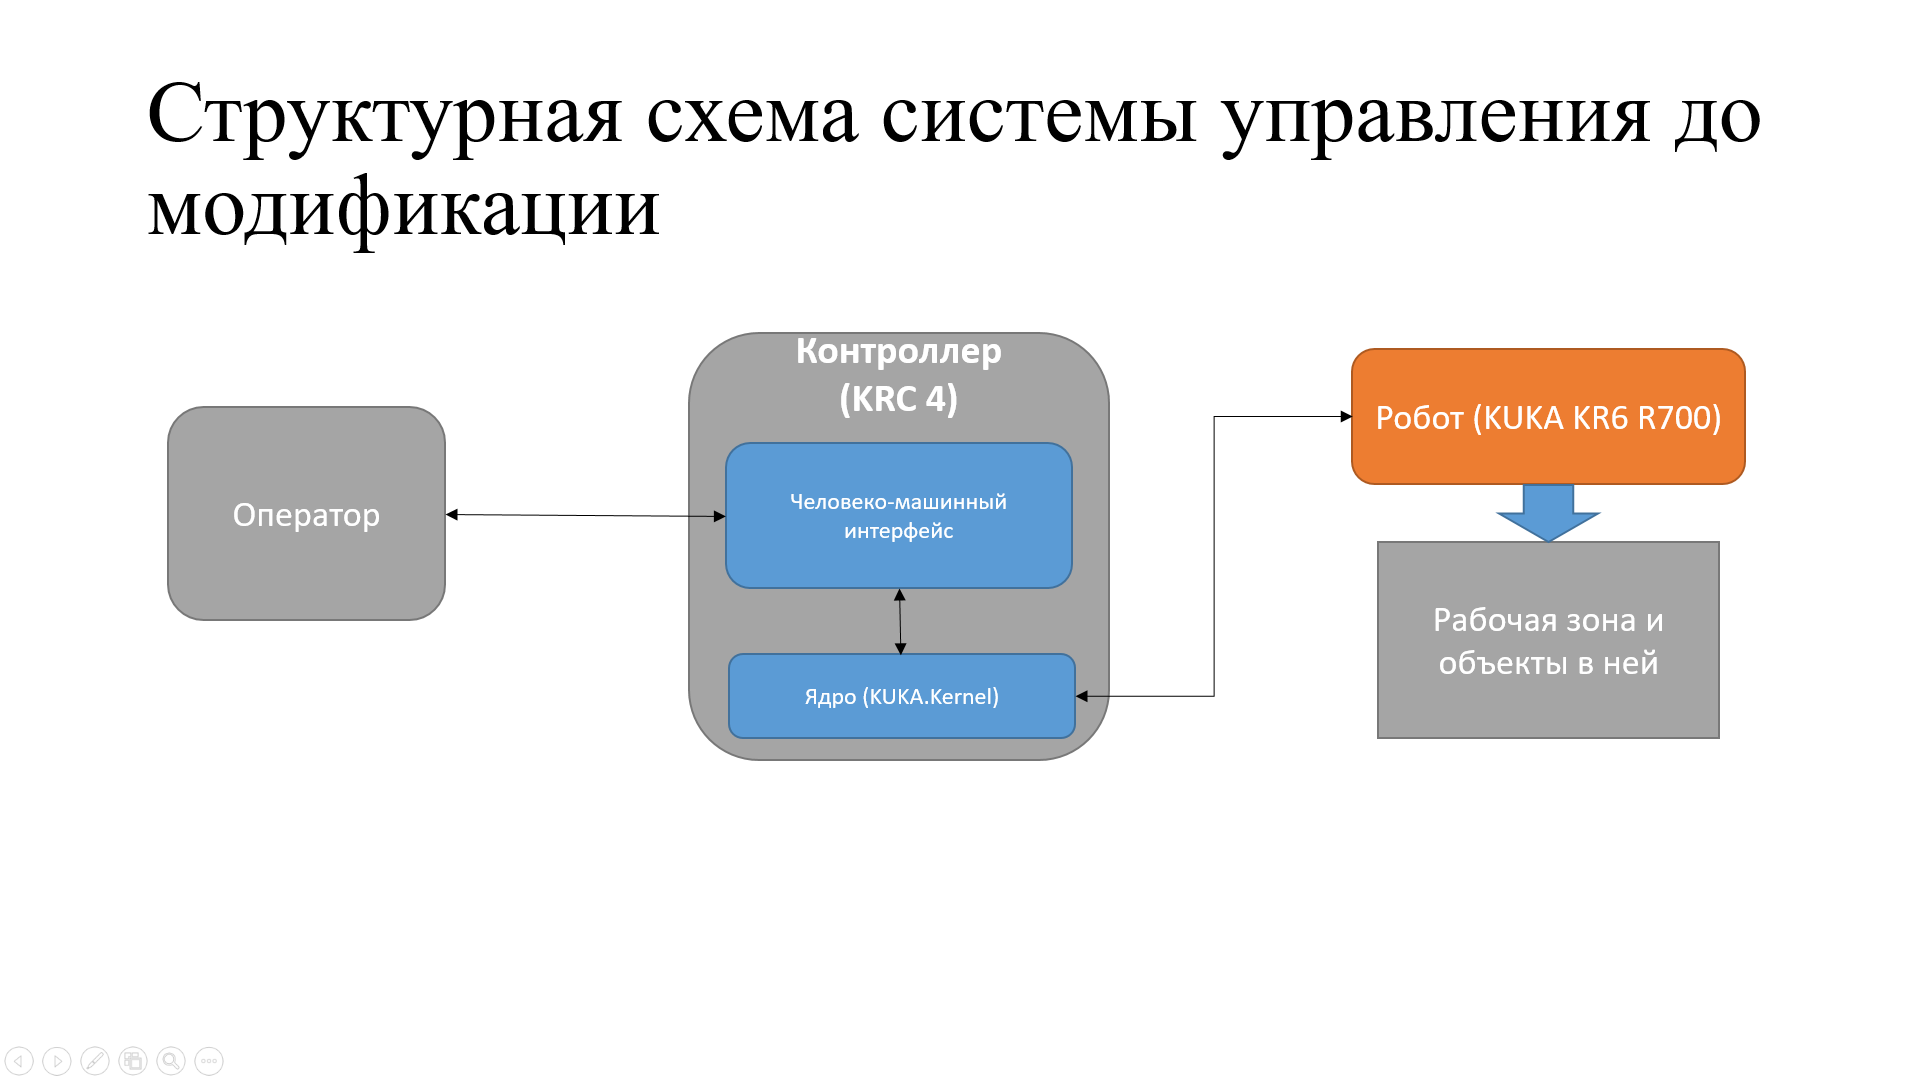 Структурная схема системы управления до
модификации
Оператор
Контроллер
(KRC 4)
Человеко-машинный
интерфейс
Ядро (KUKA.Kernel)
Робот (KUKA KR6 R700)
Рабочая зона и
объекты в ней